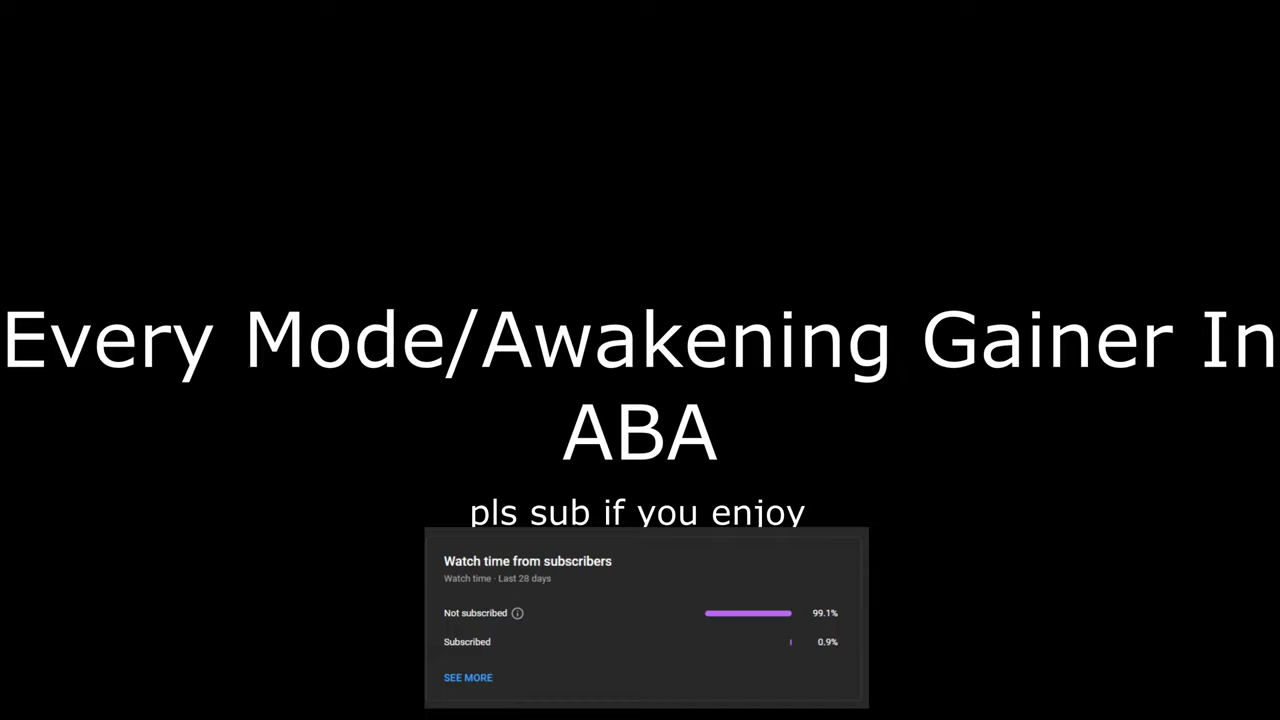 Every Mode/Awakening Gainer In
ABA
pls sub if you enjoy
Watch time from subscribers
Watch time · Last 28 days
Not subscribed 99.1%
Subscribed 0.9%
SEE MORE